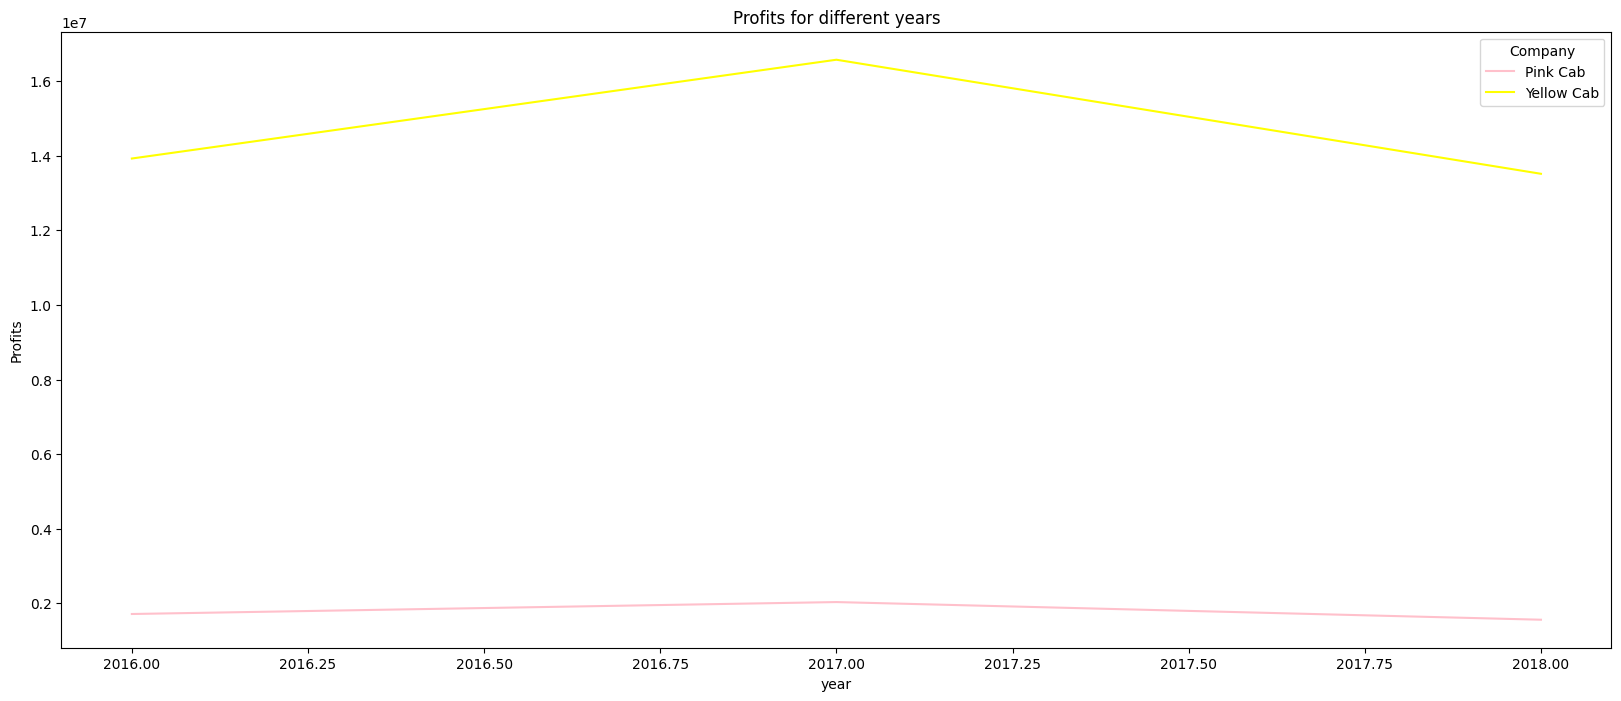 Profits for different years
1e7
Company
Pink Cab
Yellow Cab
1.6
1.4
1.2
1.0
0.8
0.6
0.4
0.2
Profits
2016.00 2016.25 2016.50 2016.75 2017.00 2017.25 2017.50 2017.75 2018.00
year